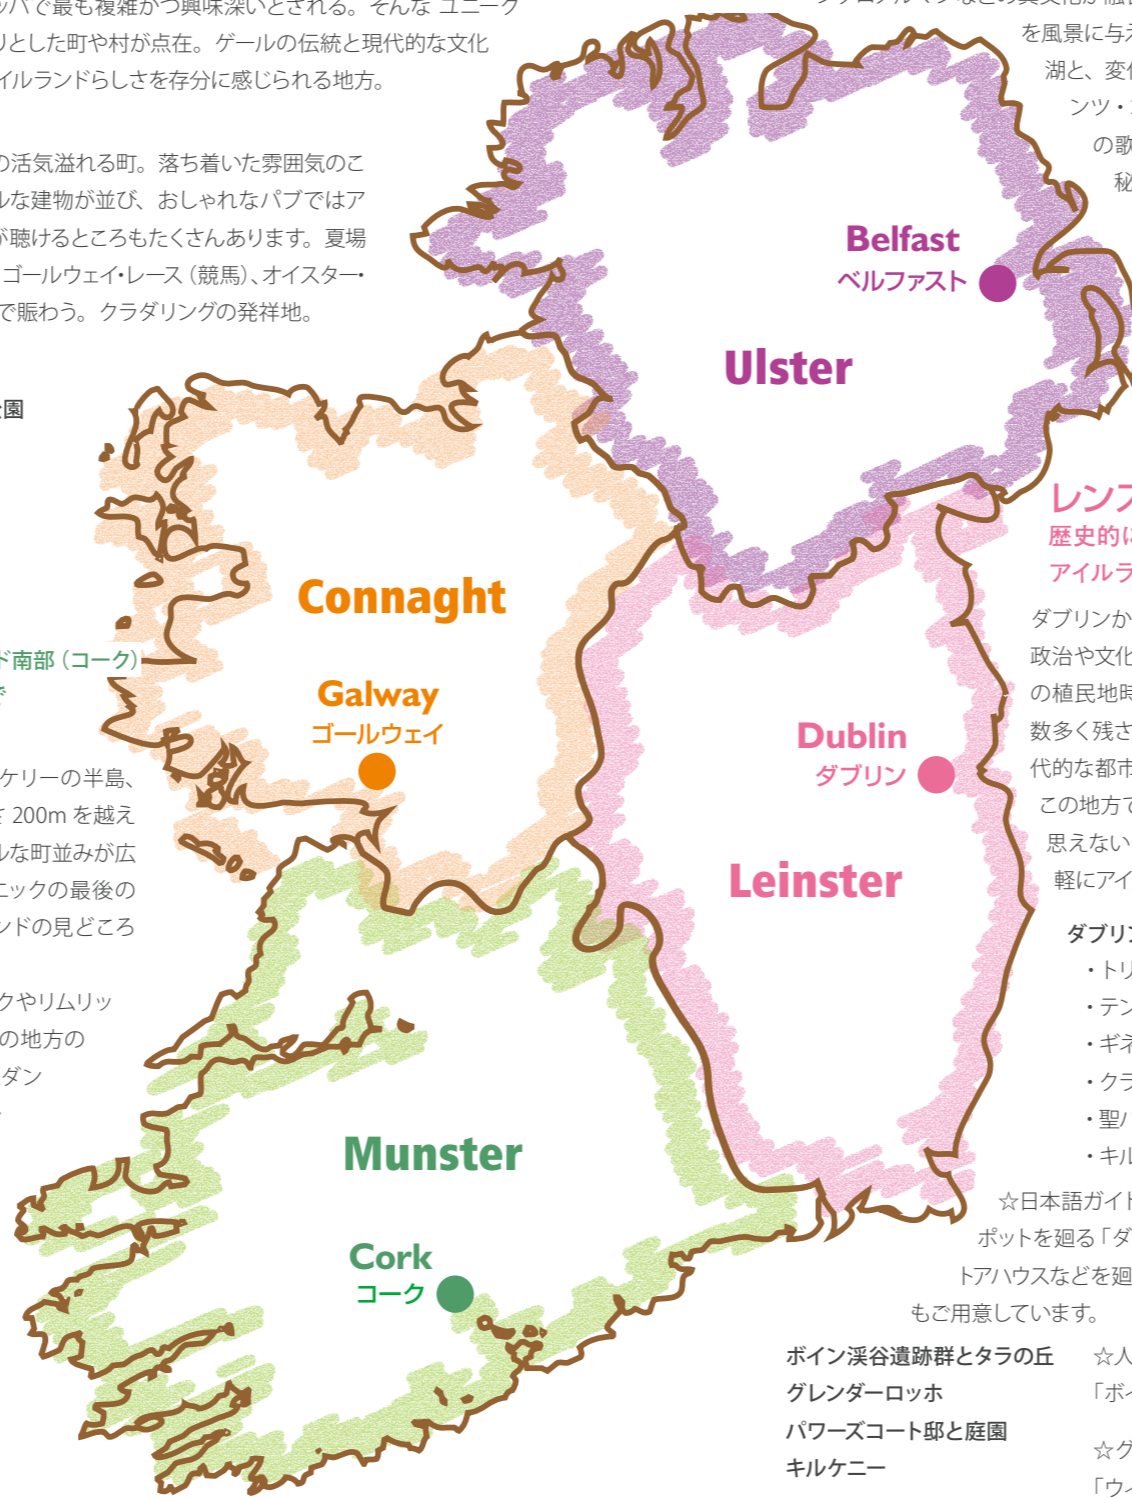 ッパで最も複雑かつ興味深いとされる。そんな ユニーク
りとした町や村が点在。ゲールの伝統と現代的な文化
イルランドらしさを存分に感じられる地方。
の活気溢れる町。落ち着いた雰囲気のこ
ルな建物が並び、おしゃれなパブではア
が聴けるところもたくさんあります。夏場
ゴールウェイ・レース（競馬）、オイスター・
で賑わう。クラダリングの発祥地。
園
ド南部（コーク）
で
ケリーの半島、
さ 200m を越え
ルな町並みが広
ニックの最後の
ンドの見どころ
クやリムリッ
の地方の
ダン
を風景に与え
湖と、変化
ンツ・
の歌
秘
Belfast
ベルファスト
Ulster
Connaght
Galway
ゴールウェイ
Dublin
ダブリン
Leinster
Munster
Cork
コーク
レンス
歴史的に
アイルラ
ダブリンか
政治や文化
の植民地時
数多く残さ
代的な都市
この地方で
思えない
軽にアイ
ダブリン
・トリ
・テン
・ギネ
・クラ
・聖パ
・キル
☆日本語ガイド
ポットを廻る「ダ
トアハウスなどを廻
もご用意しています。
ボイン渓谷遺跡群とタラの丘
グレンダーロッホ
パワーズコート邸と庭園
キルケニー
☆人
「ボイ
☆グ
「ウィ